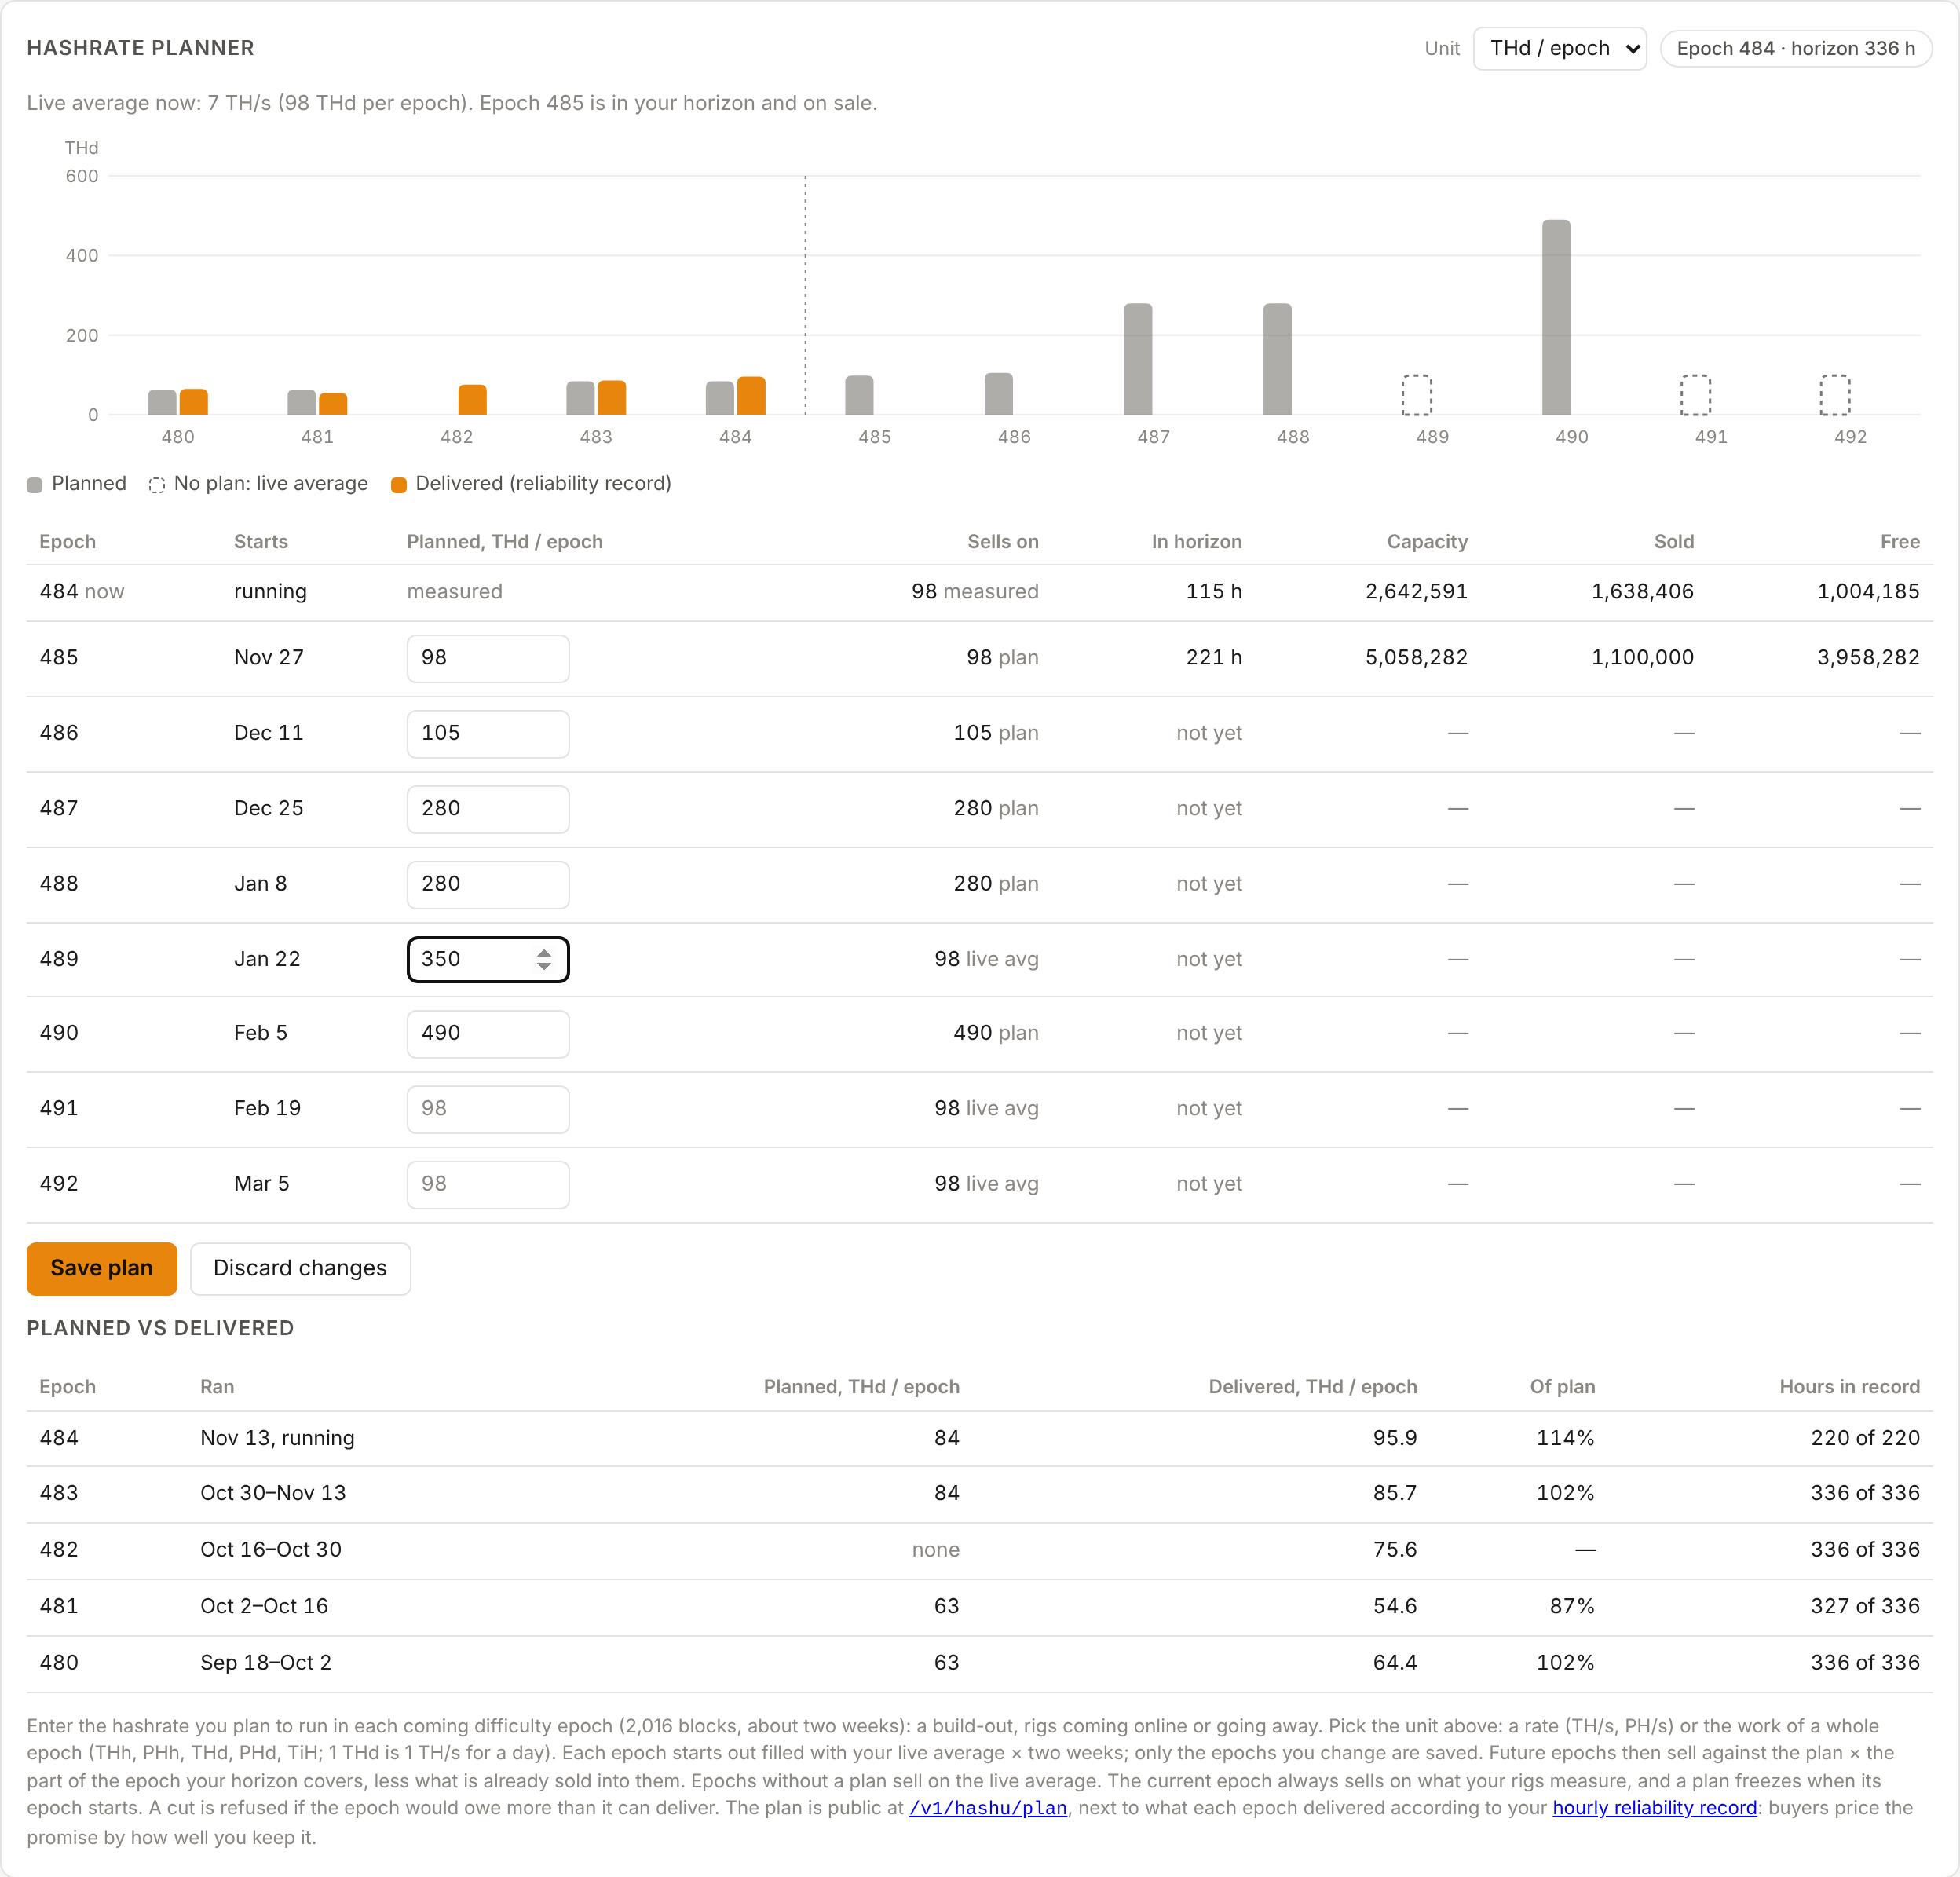 HASHRATE PLANNER
Unit THd / epoch Epoch 484 · horizon 336 h
Live average now: 7 TH/s (98 THd per epoch). Epoch 485 is in your horizon and on sale.
THd
600
400
200
0
480 481 482 483 484 485 486 487 488 489 490 491 492
Planned No plan: live average Delivered (reliability record)
Epoch Starts Planned, THd / epoch Sells on In horizon Capacity Sold Free
484 now running measured 98 measured 115 h 2,642,591 1,638,406 1,004,185
485 Nov 27 98 98 plan 221 h 5,058,282 1,100,000 3,958,282
486 Dec 11 105 105 plan not yet — — —
487 Dec 25 280 280 plan not yet — — —
488 Jan 8 280 280 plan not yet — — —
489 Jan 22 350 98 live avg not yet — — —
490 Feb 5 490 490 plan not yet — — —
491 Feb 19 98 98 live avg not yet — — —
492 Mar 5 98 98 live avg not yet — — —
Save plan Discard changes
PLANNED VS DELIVERED
Epoch Ran Planned, THd / epoch Delivered, THd / epoch Of plan Hours in record
484 Nov 13, running 84 95.9 114% 220 of 220
483 Oct 30–Nov 13 84 85.7 102% 336 of 336
482 Oct 16–Oct 30 none 75.6 — 336 of 336
481 Oct 2–Oct 16 63 54.6 87% 327 of 336
480 Sep 18–Oct 2 63 64.4 102% 336 of 336
Enter the hashrate you plan to run in each coming difficulty epoch (2,016 blocks, about two weeks): a build-out, rigs coming online or going away. Pick the unit above: a rate (TH/s, PH/s) or the work of a whole
epoch (THh, PHh, THd, PHd, TiH; 1 THd is 1 TH/s for a day). Each epoch starts out filled with your live average × two weeks; only the epochs you change are saved. Future epochs then sell against the plan × the
part of the epoch your horizon covers, less what is already sold into them. Epochs without a plan sell on the live average. The current epoch always sells on what your rigs measure, and a plan freezes when its
epoch starts. A cut is refused if the epoch would owe more than it can deliver. The plan is public at /v1/hashu/plan, next to what each epoch delivered according to your hourly reliability record: buyers price the
promise by how well you keep it.